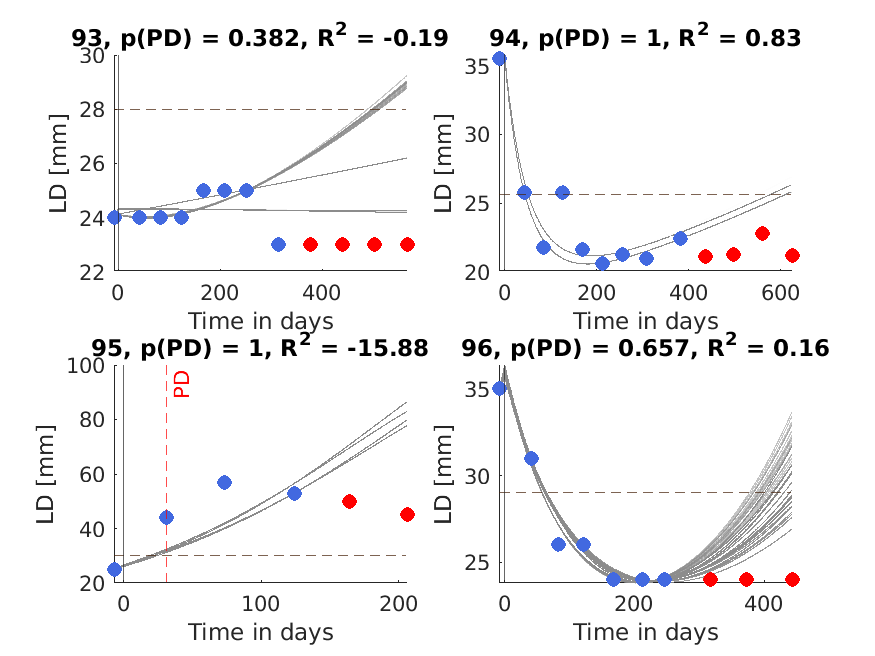 93, p(PD) = 0.382, R² = -0.19
LD [mm]
30
28
26
24
22
0
200
400
Time in days
94, p(PD) = 1, R² = 0.83
LD [mm]
35
30
25
20
0
200
400
600
Time in days
95, p(PD) = 1, R² = -15.88
LD [mm]
100
80
60
40
20
PD
0
100
200
Time in days
96, p(PD) = 0.657, R² = 0.16
LD [mm]
35
30
25
0
200
400
Time in days